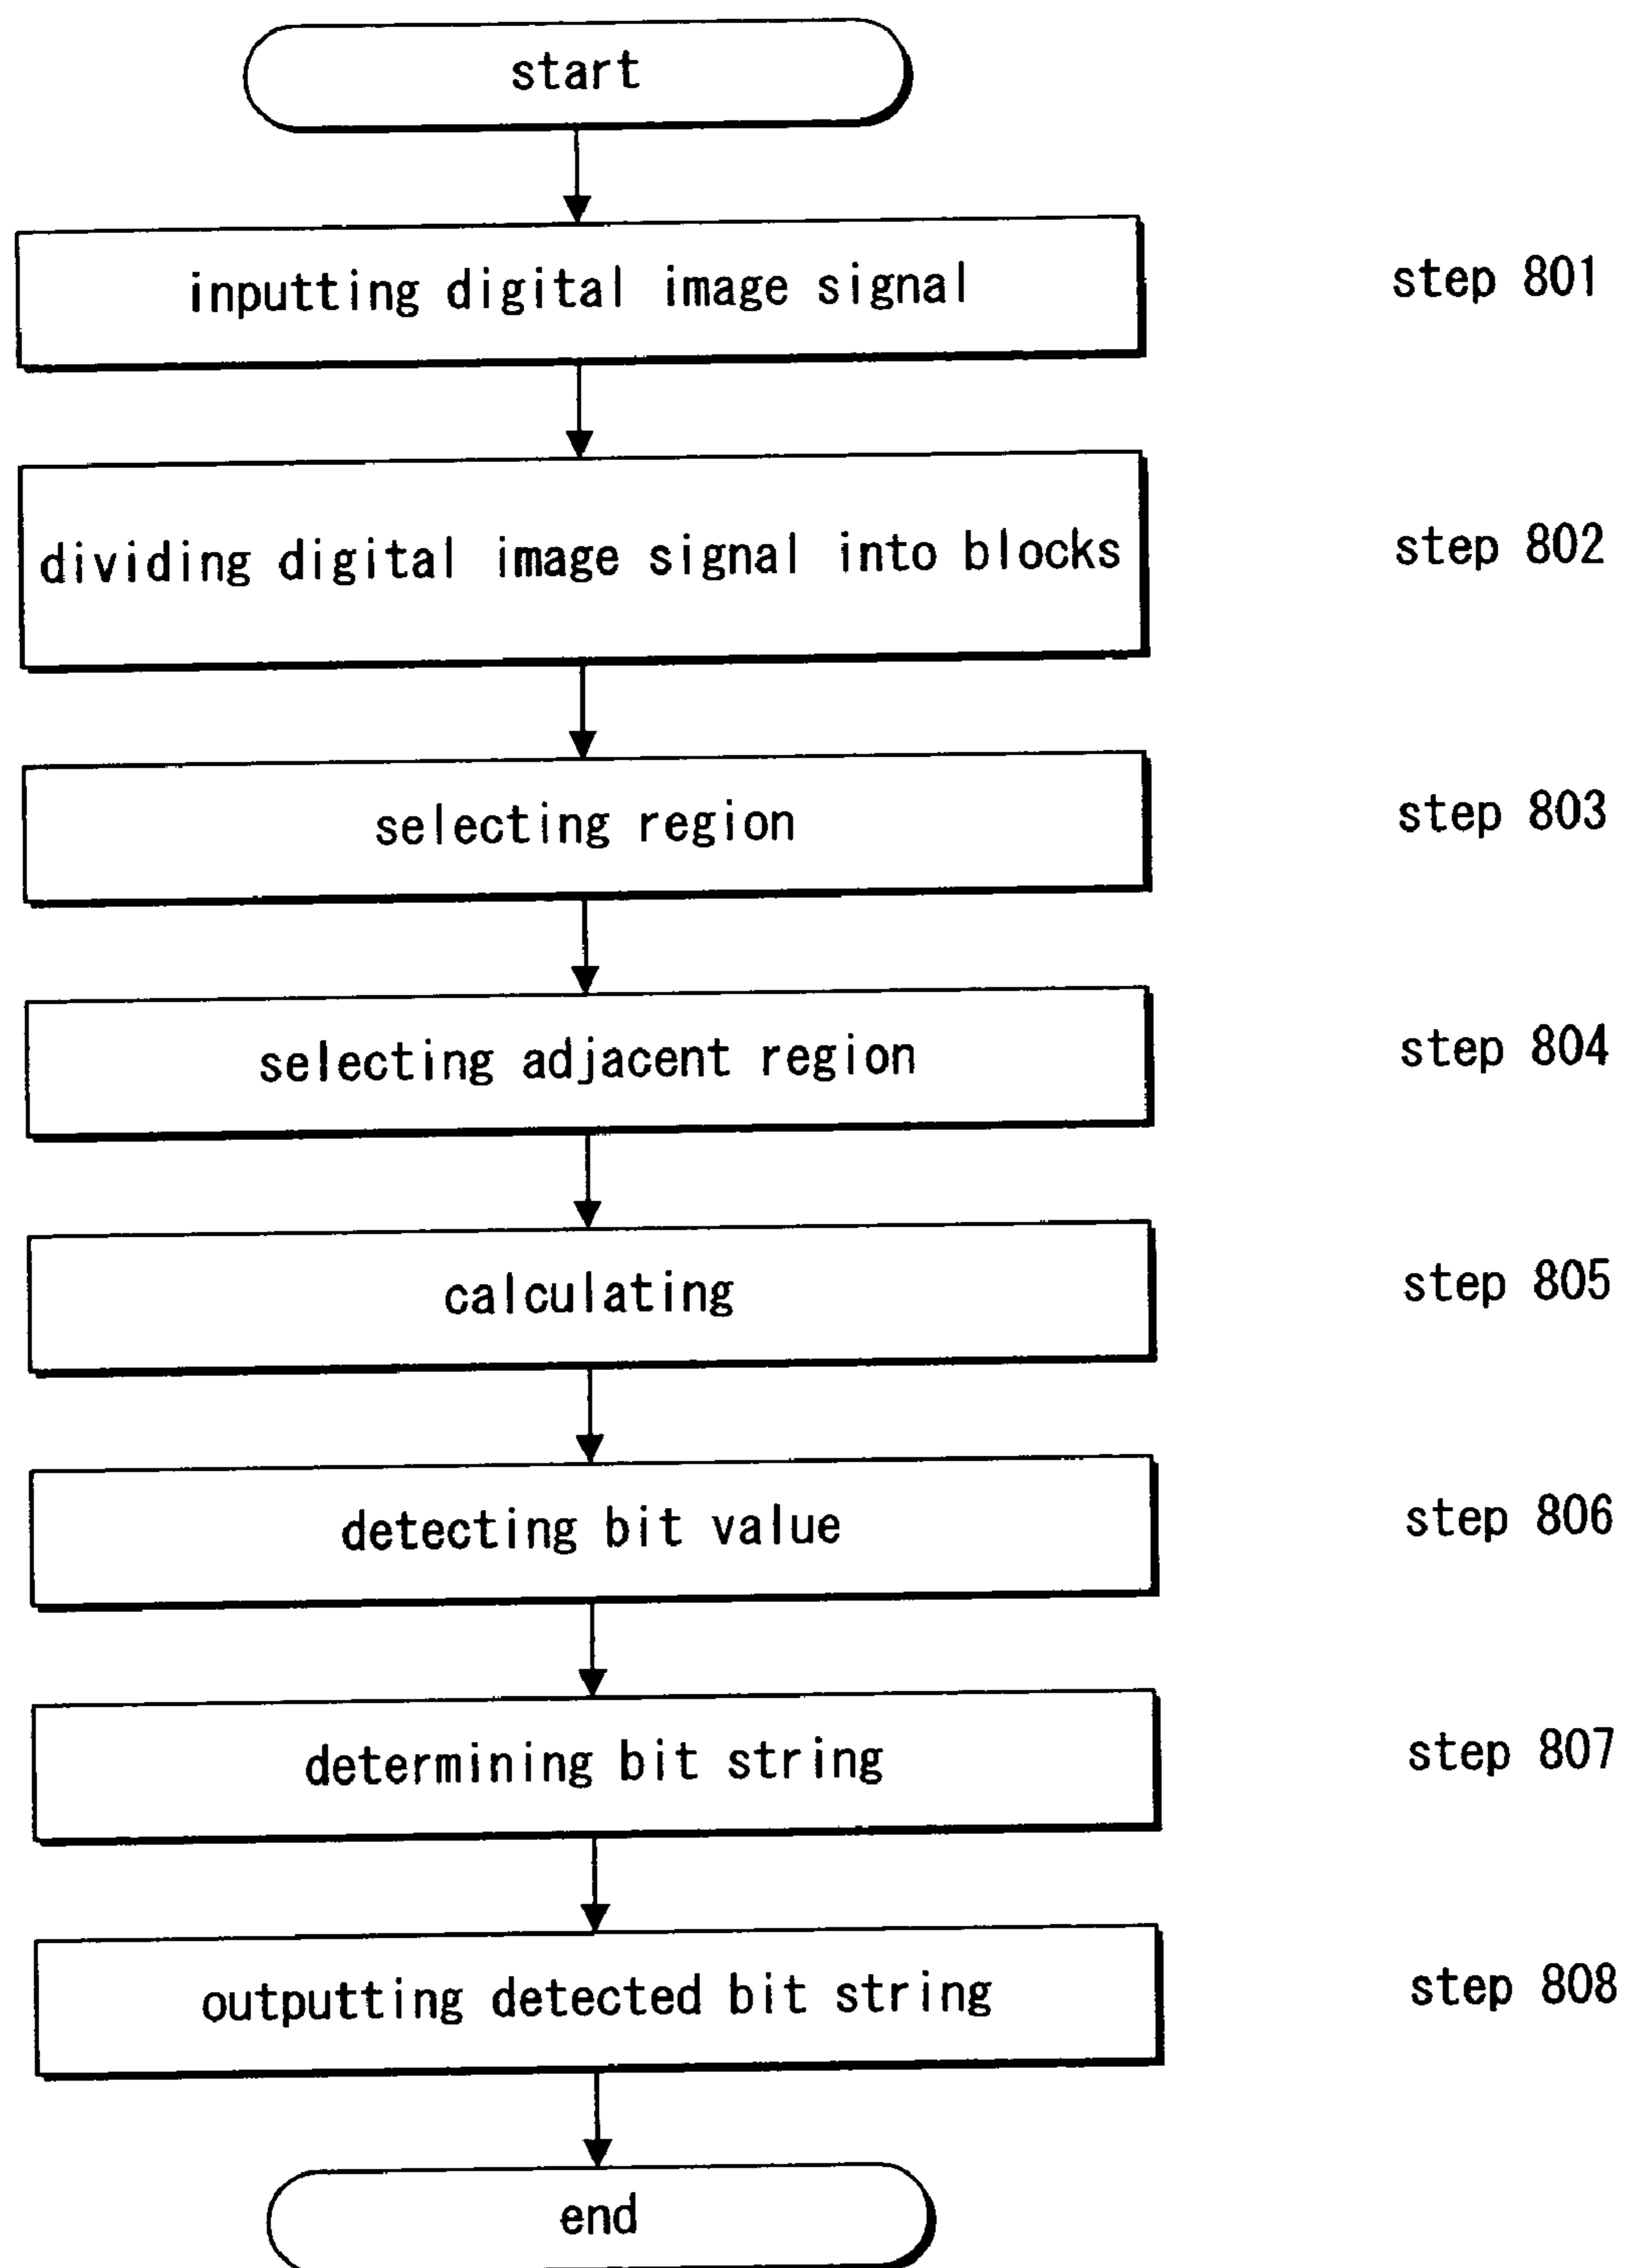 start
inputting digital image signal step 801
dividing digital image signal into blocks step 802
selecting region step 803
selecting adjacent region step 804
calculating step 805
detecting bit value step 806
determining bit string step 807
outputting detected bit string step 808
end